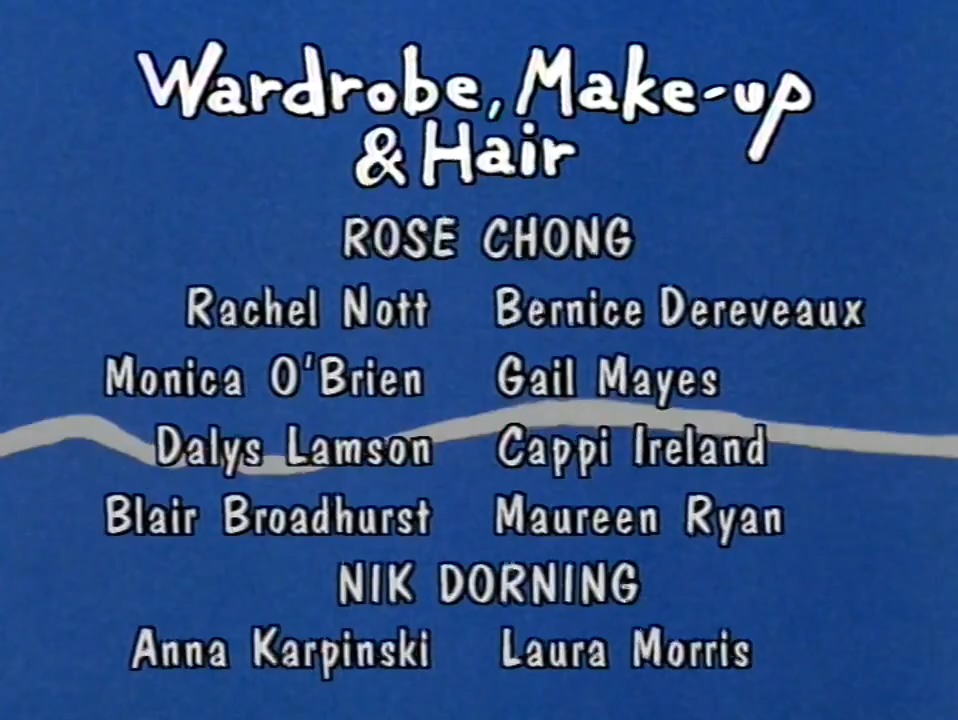 Wardrobe, Make-up
& Hair
ROSE CHONG
Rachel Nott Bernice Dereveaux
Monica O'Brien Gail Mayes
Dalys Lamson Cappi Ireland
Blair Broadhurst Maureen Ryan
NIK DORNING
Anna Karpinski Laura Morris